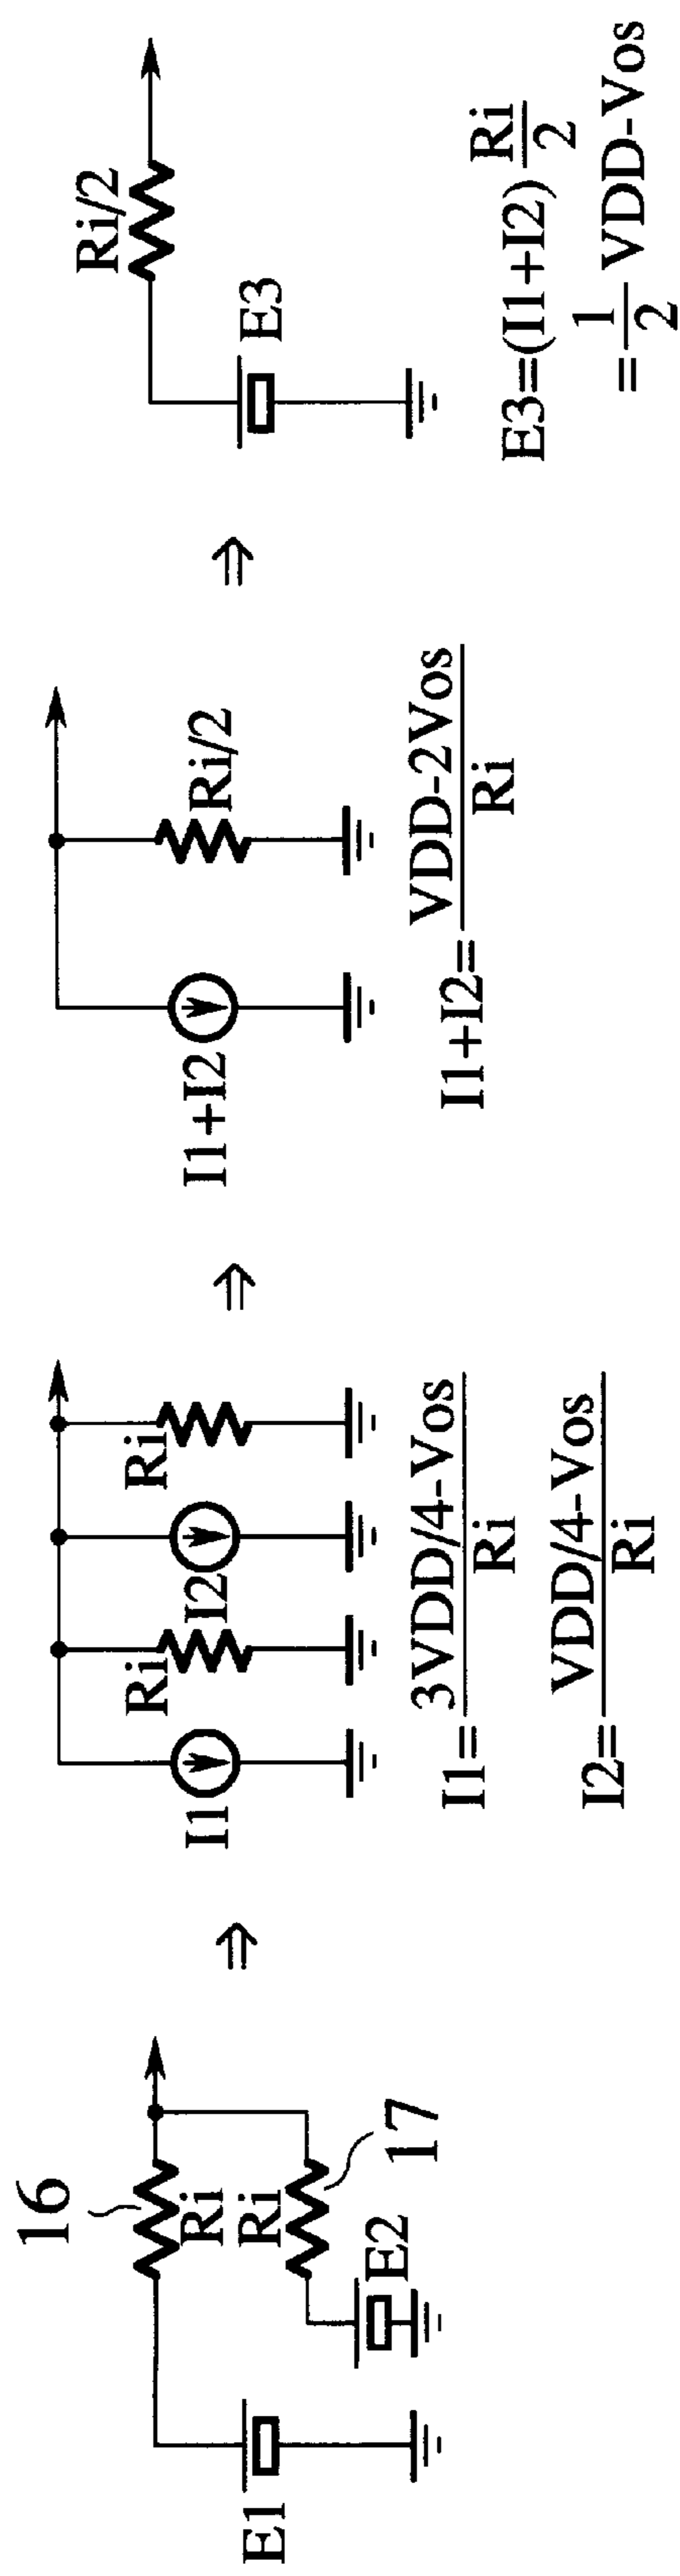 16
Ri
Ri
17
E1
E2
⇒
Ri
Ri
I1
I2
I1=3VDD/4-Vos/Ri
I2=VDD/4-Vos/Ri
⇒
I1+I2
Ri/2
I1+I2=VDD-2Vos/Ri
⇒
Ri/2
E3
E3=(I1+I2)Ri/2
=1/2 VDD-Vos